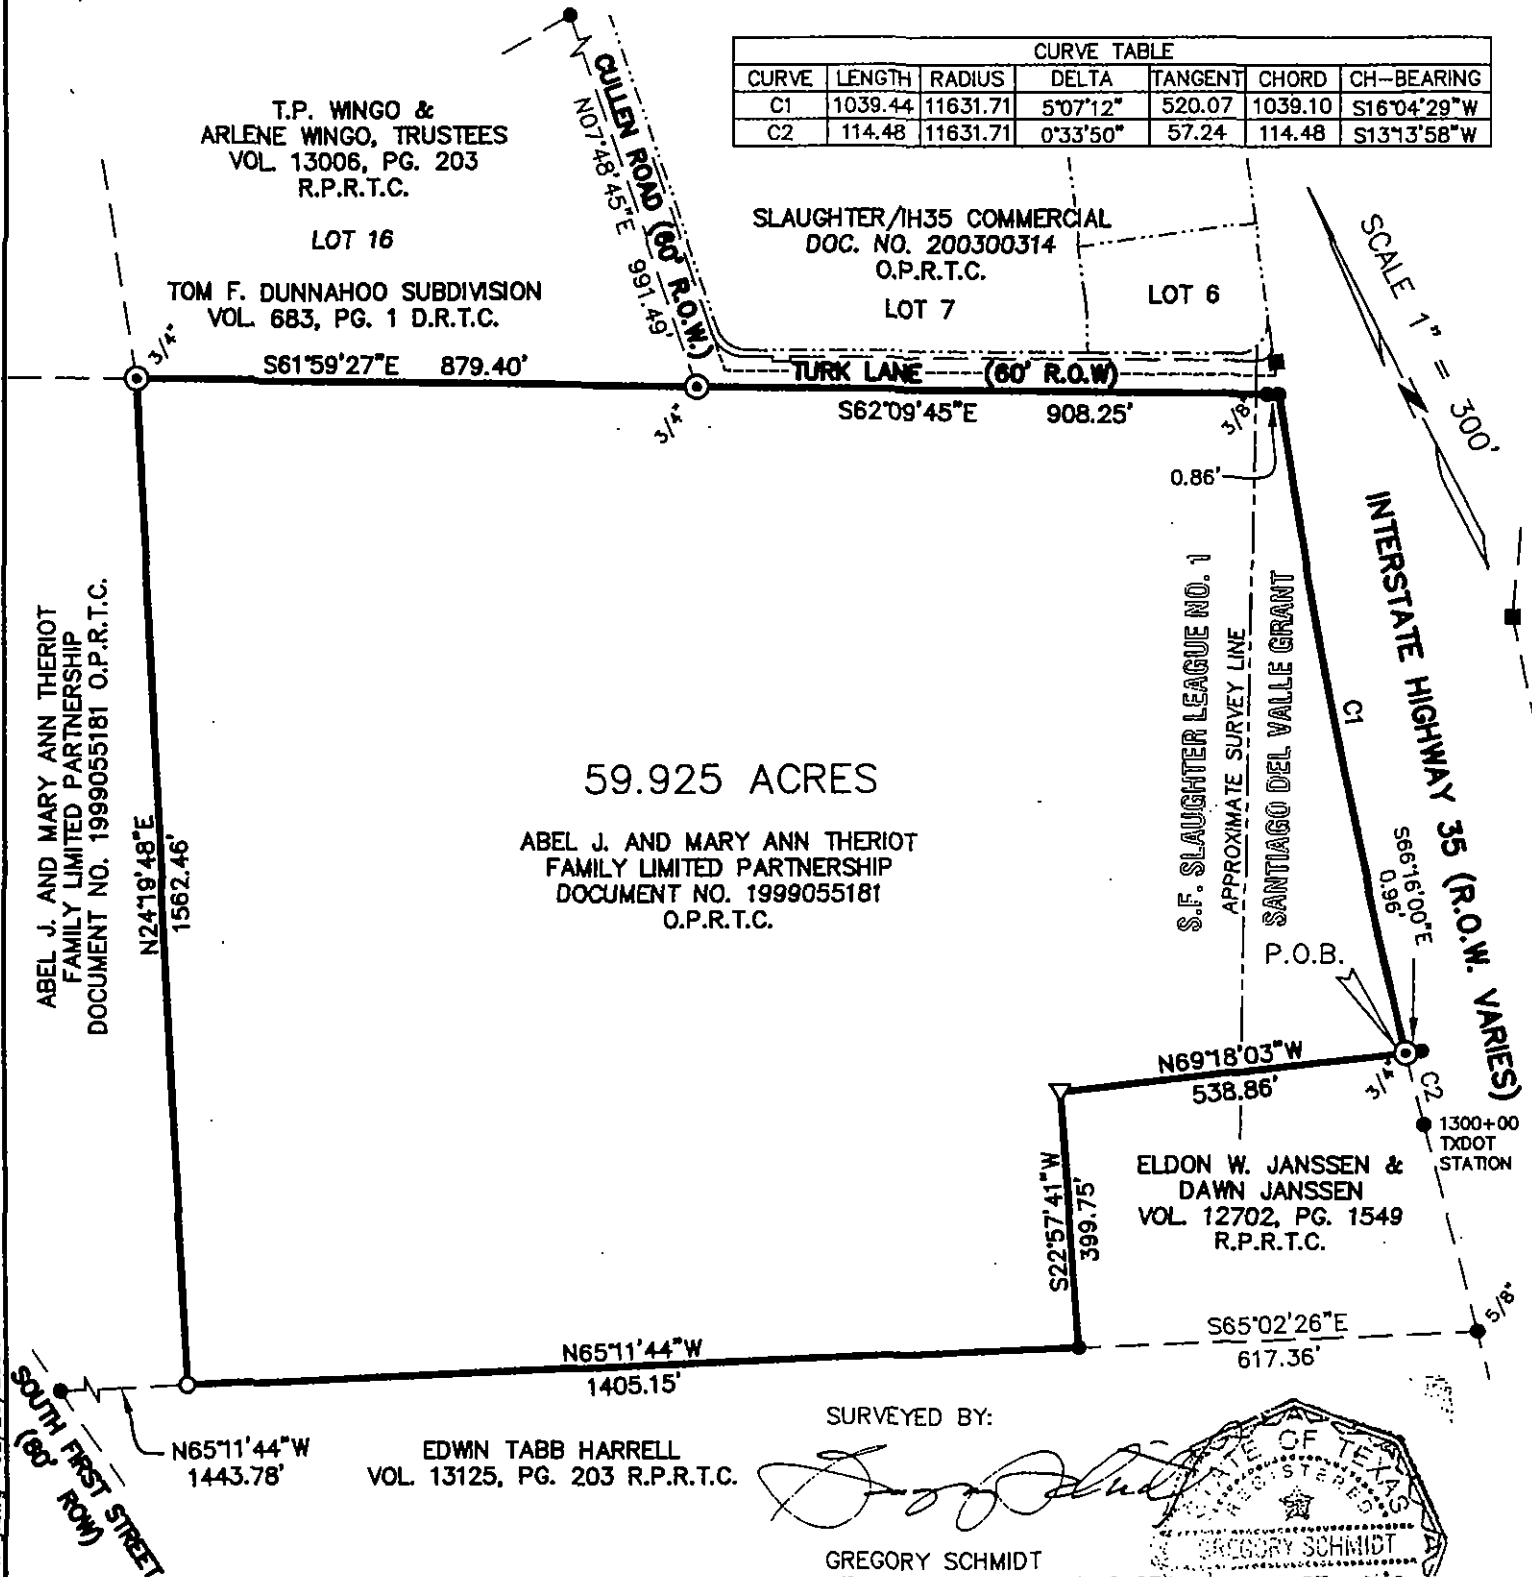 CURVE TABLE
CURVE LENGTH RADIUS DELTA TANGENT CHORD CH-BEARING
C1 1039.44 11631.71 5°07'12" 520.07 1039.10 S16°04'29"W
C2 114.48 11631.71 0°33'50" 57.24 114.48 S13°13'58"W
T.P. WINGO &
ARLENE WINGO, TRUSTEES
VOL. 13006, PG. 203
R.P.R.T.C.
LOT 16
TOM F. DUNNAHOO SUBDIVISION
VOL. 683, PG. 1 D.R.T.C.
CULLEN ROAD (60' R.O.W.)
N07°48'45"E 991.49'
SLAUGHTER/IH35 COMMERCIAL
DOC. NO. 200300314
O.P.R.T.C.
LOT 7
LOT 6
SCALE 1" = 300'
N
3/4"
S61°59'27"E 879.40'
3/4"
TURK LANE (60' R.O.W)
S62°09'45"E 908.25'
3/8"
0.86'
INTERSTATE HIGHWAY 35 (R.O.W. VARIES)
C1
S.F. SLAUGHTER LEAGUE NO. 1
APPROXIMATE SURVEY LINE
SANTIAGO DEL VALLE GRANT
ABEL J. AND MARY ANN THERIOT
FAMILY LIMITED PARTNERSHIP
DOCUMENT NO. 1999055181 O.P.R.T.C.
N24°19'48"E
1562.46'
59.925 ACRES
ABEL J. AND MARY ANN THERIOT
FAMILY LIMITED PARTNERSHIP
DOCUMENT NO. 1999055181
O.P.R.T.C.
S66°16'00"E
0.96'
P.O.B.
N69°18'03"W
538.86'
3/4"
C2
1300+00
TXDOT
STATION
S22°57'41"W
399.75'
ELDON W. JANSSEN &
DAWN JANSSEN
VOL. 12702, PG. 1549
R.P.R.T.C.
S65°02'26"E
617.36'
5/8"
N65°11'44"W
1405.15'
SOUTH FIRST STREET
(80' ROW)
N65°11'44"W
1443.78'
EDWIN TABB HARRELL
VOL. 13125, PG. 203 R.P.R.T.C.
SURVEYED BY:
STATE OF TEXAS
REGISTERED
GREGORY SCHMIDT
GREGORY SCHMIDT